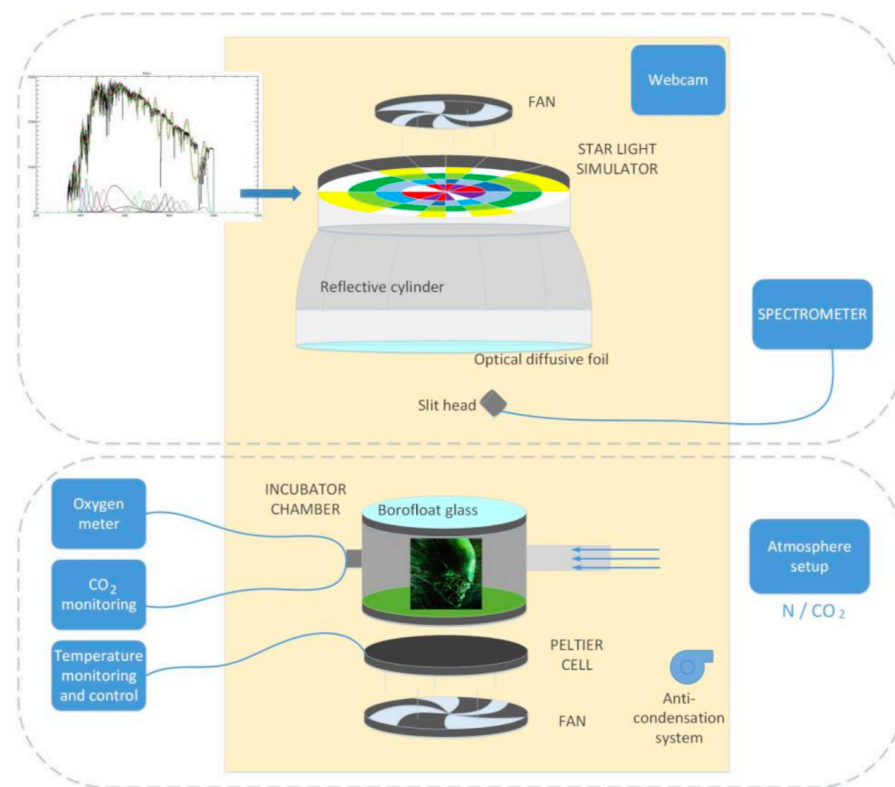 Webcam
FAN
STAR LIGHT
SIMULATOR
Reflective cylinder
SPECTROMETER
Optical diffusive foil
Slit head
INCUBATOR
CHAMBER
Borofloat glass
Oxygen
meter
Atmosphere
setup
N / CO₂
CO₂
monitoring
Temperature
monitoring
and control
PELTIER
CELL
FAN
Anti-
condensation
system